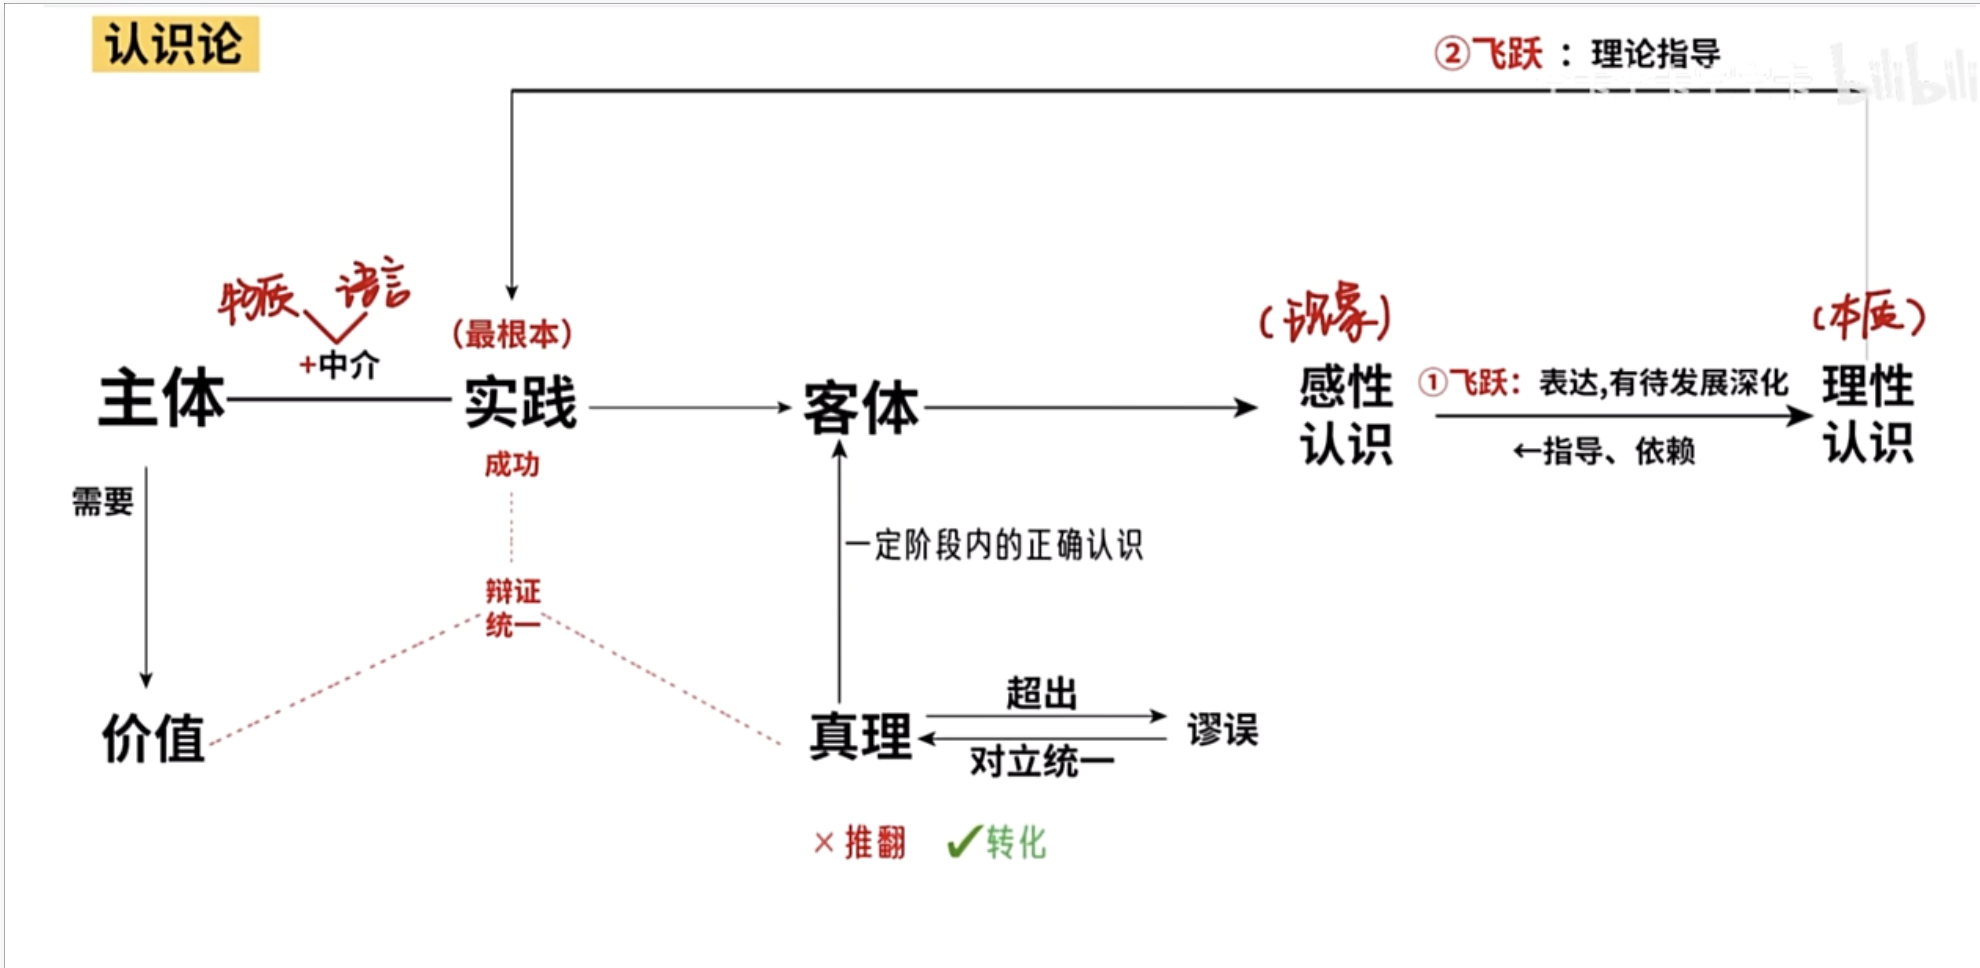 认识论
②飞跃：理论指导
bilibili
物质 语言
+中介
（最根本）
（现象）
（本质）
主体
实践
客体
感性
认识
①飞跃：表达,有待发展深化
←指导、依赖
理性
认识
成功
需要
一定阶段内的正确认识
辩证
统一
价值
真理
超出
对立统一
谬误
×推翻 ✓转化